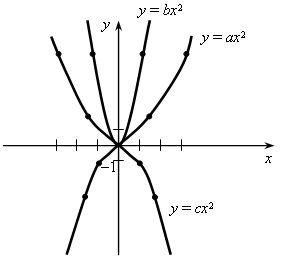 y
y = bx²
y = ax²
x
−1
y = cx²